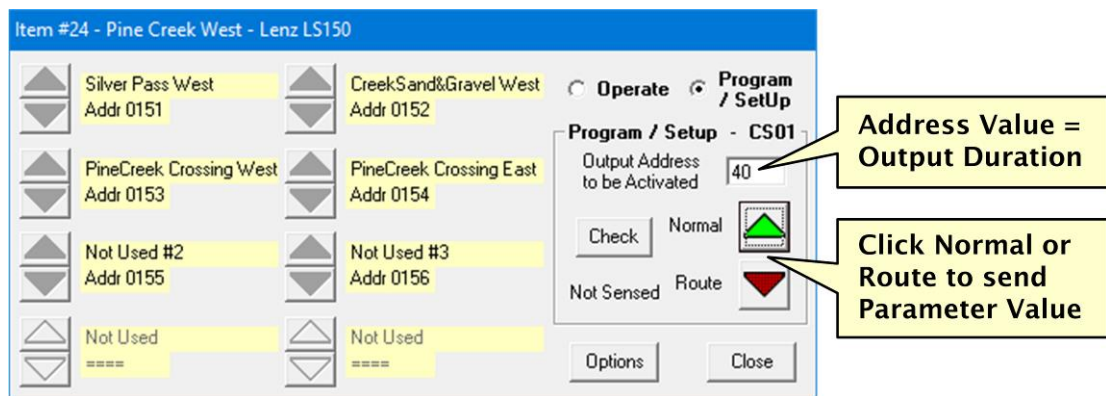 Item #24 - Pine Creek West - Lenz LS150
Silver Pass West
Addr 0151
CreekSand&Gravel West
Addr 0152
PineCreek Crossing West
Addr 0153
PineCreek Crossing East
Addr 0154
Not Used #2
Addr 0155
Not Used #3
Addr 0156
Not Used
====
Not Used
====
Operate
Program
/ SetUp
Program / Setup - CS01
Output Address
to be Activated
40
Check
Normal
Not Sensed
Route
Options
Close
Address Value =
Output Duration
Click Normal or
Route to send
Parameter Value